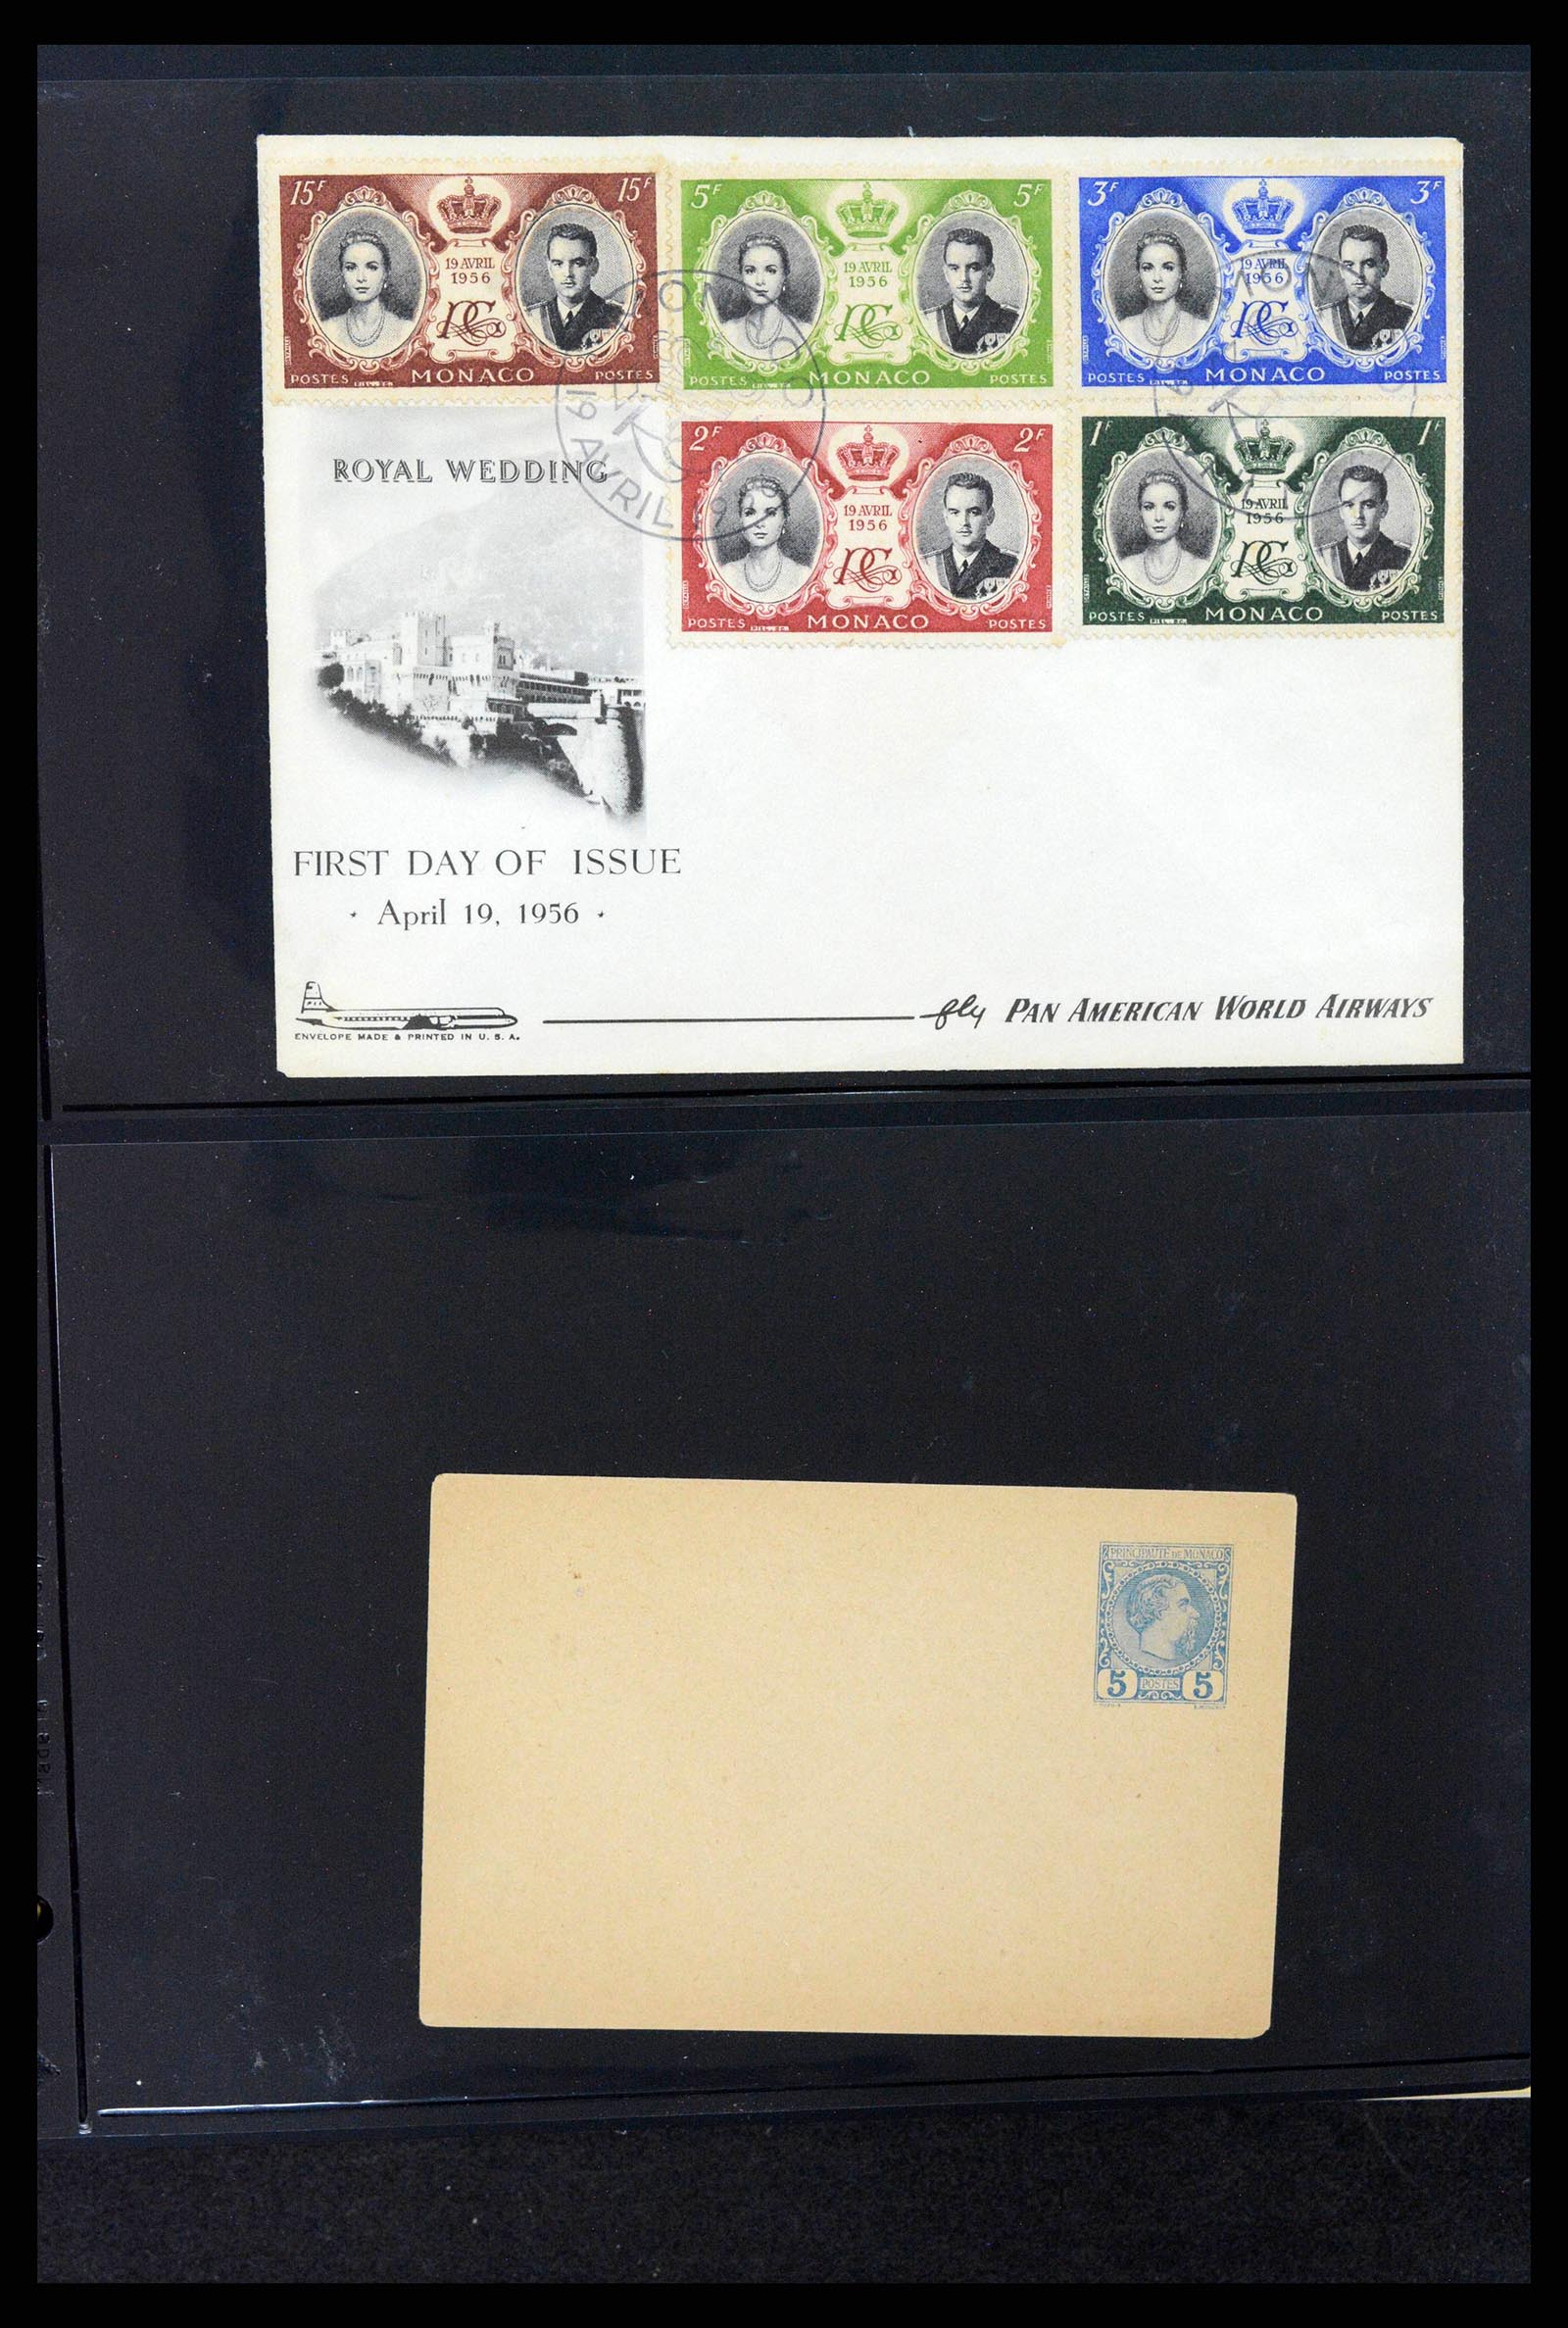 15F 15F
19 AVRIL
1956
POSTES MONACO POSTES
5F 5F
19 AVRIL
1956
POSTES MONACO POSTES
3F 3F
19 AVRIL
1956
POSTES MONACO POSTES
19 AVRIL
2F 2F
19 AVRIL
1956
POSTES MONACO POSTES
1F 1F
19 AVRIL
1956
POSTES MONACO POSTES
ROYAL WEDDING
FIRST DAY OF ISSUE
· April 19, 1956 ·
ENVELOPE MADE & PRINTED IN U. S. A.
fly PAN AMERICAN WORLD AIRWAYS
PRINCIPAUTÉ DE MONACO
5 POSTES 5